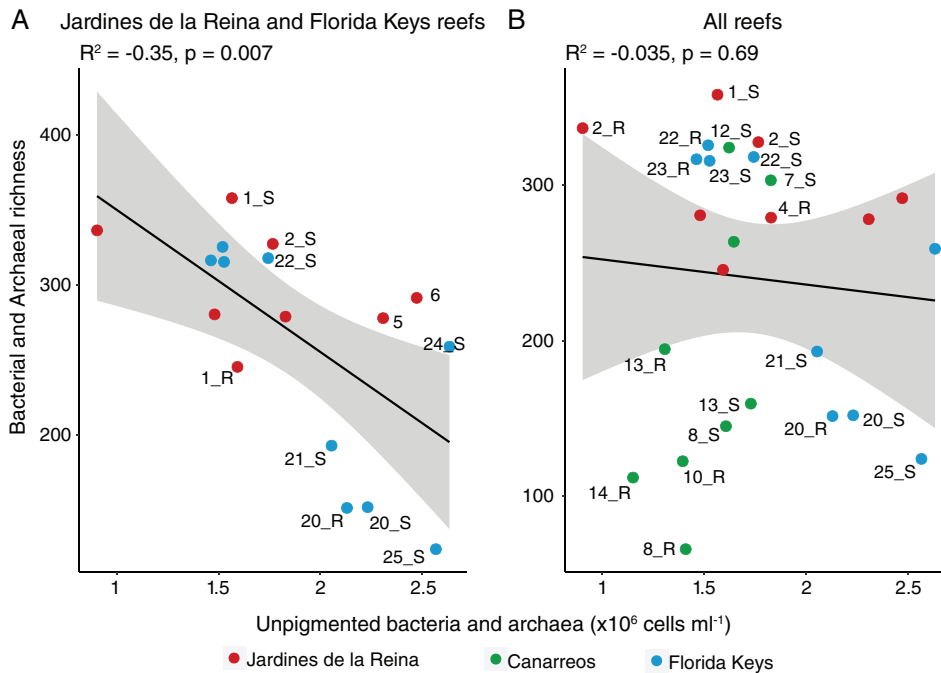 A Jardines de la Reina and Florida Keys reefs
R² = -0.35, p = 0.007
Bacterial and Archaeal richness
400
300
200
1_S
2_S
22_S
6
5
24_S
1_R
21_S
20_R
20_S
25_S
1
1.5
2
2.5
B All reefs
R² = -0.035, p = 0.69
300
200
100
1_S
2_R
22_R
12_S
2_S
23_R
23_S
22_S
7_S
4_R
13_R
21_S
13_S
8_S
20_R
20_S
10_R
25_S
14_R
8_R
1
1.5
2
2.5
Unpigmented bacteria and archaea (x10⁶ cells ml⁻¹)
Jardines de la Reina
Canarreos
Florida Keys